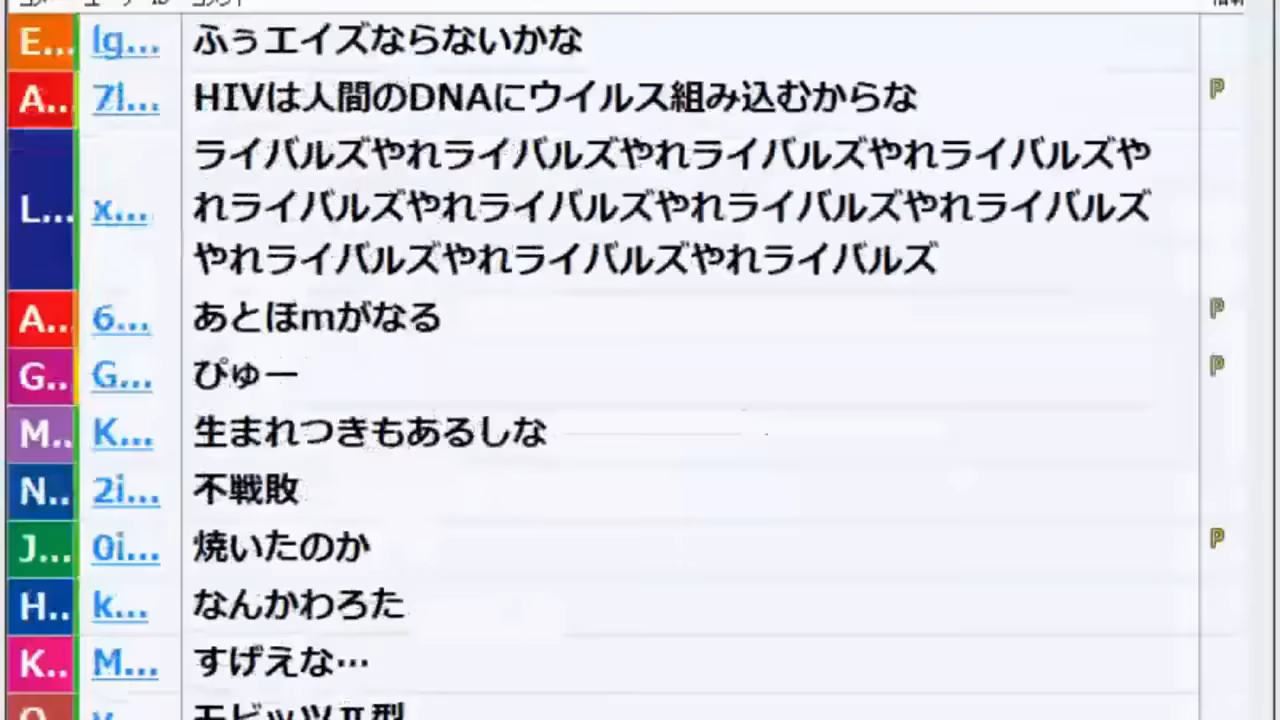 E... lg... ふぅエイズならないかな
A.. 7l... HIVは人間のDNAにウイルス組み込むからな P
ライバルズやれライバルズやれライバルズやれライバルズや
L... x... れライバルズやれライバルズやれライバルズやれライバルズ
やれライバルズやれライバルズやれライバルズ
A.. 6... あとほmがなる P
G.. G... ぴゅー P
M.. K... 生まれつきもあるしな
N.. 2i... 不戦敗
J... 0i... 焼いたのか P
H.. k... なんかわろた
K.. M... すげえな…
モビッツⅡ型